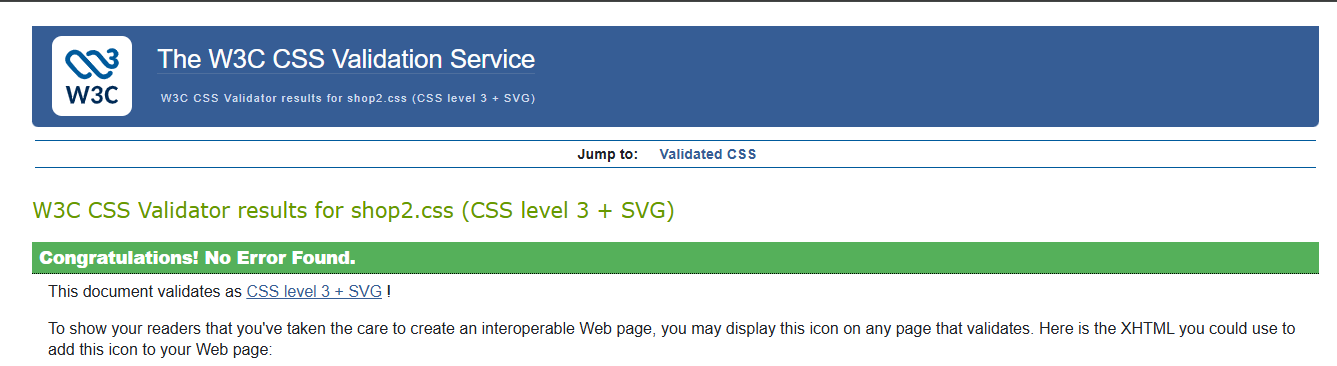 The W3C CSS Validation Service
W3C
W3C CSS Validator results for shop2.css (CSS level 3 + SVG)
Jump to: Validated CSS
W3C CSS Validator results for shop2.css (CSS level 3 + SVG)
Congratulations! No Error Found.
This document validates as CSS level 3 + SVG !
To show your readers that you've taken the care to create an interoperable Web page, you may display this icon on any page that validates. Here is the XHTML you could use to
add this icon to your Web page: